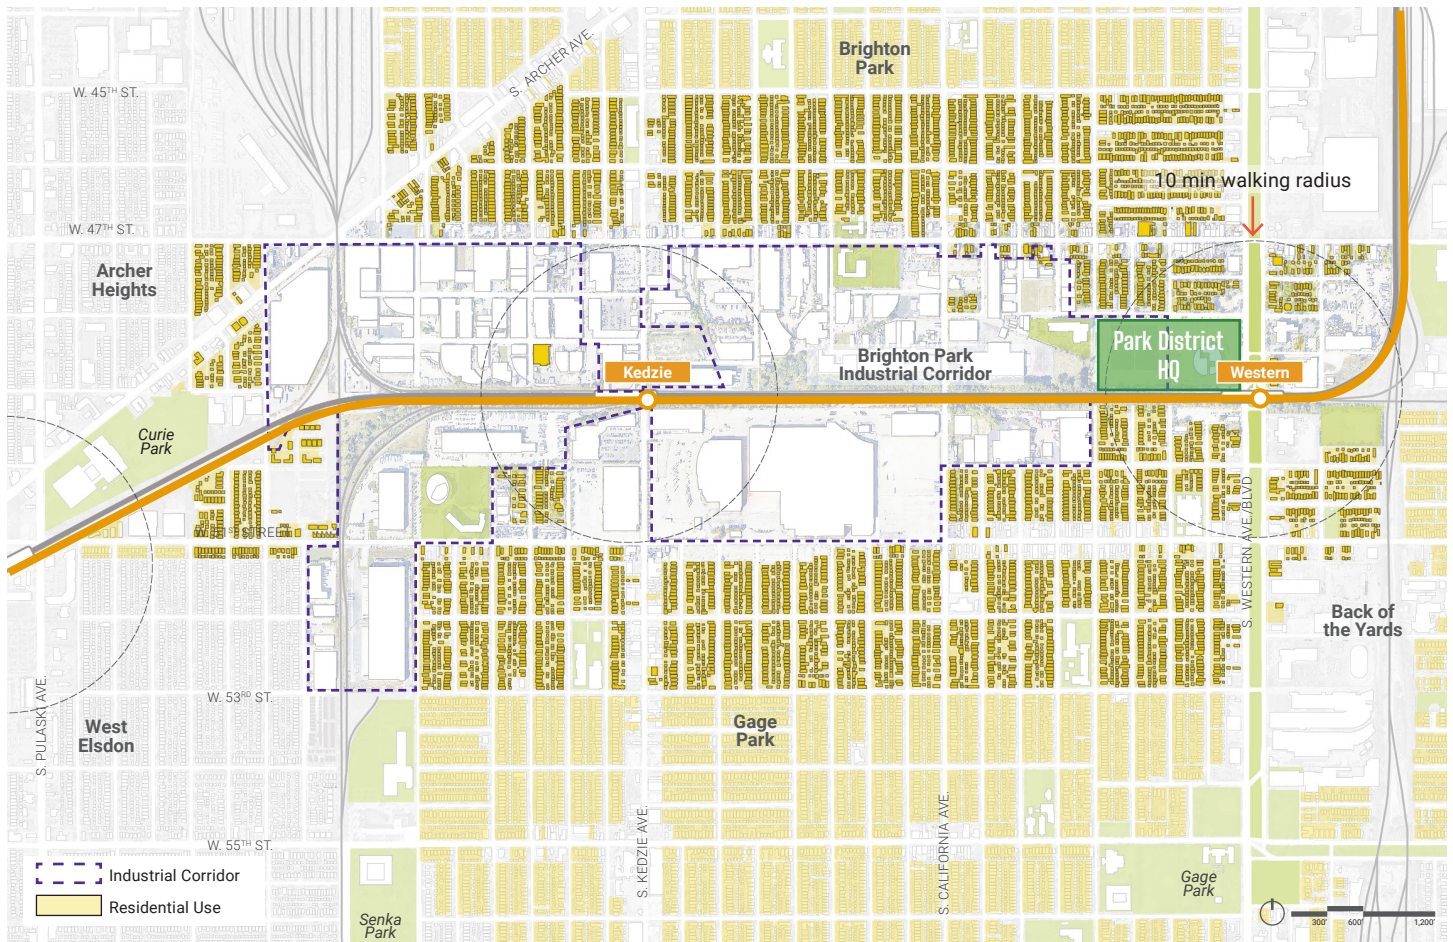 Brighton
Park
S. ARCHER AVE.
W. 45TH ST.
10 min walking radius
W. 47TH ST.
Archer
Heights
Park District
HQ
Brighton Park
Industrial Corridor
Kedzie
Western
Curie
Park
W. 51ST STREET
S. WESTERN AVE./BLVD
Back of
the Yards
S. PULASKI AVE.
W. 53RD ST.
West
Elsdon
Gage
Park
S. KEDZIE AVE.
S. CALIFORNIA AVE.
W. 55TH ST.
Industrial Corridor
Residential Use
Senka
Park
Gage
Park
300' 600' 1,200'